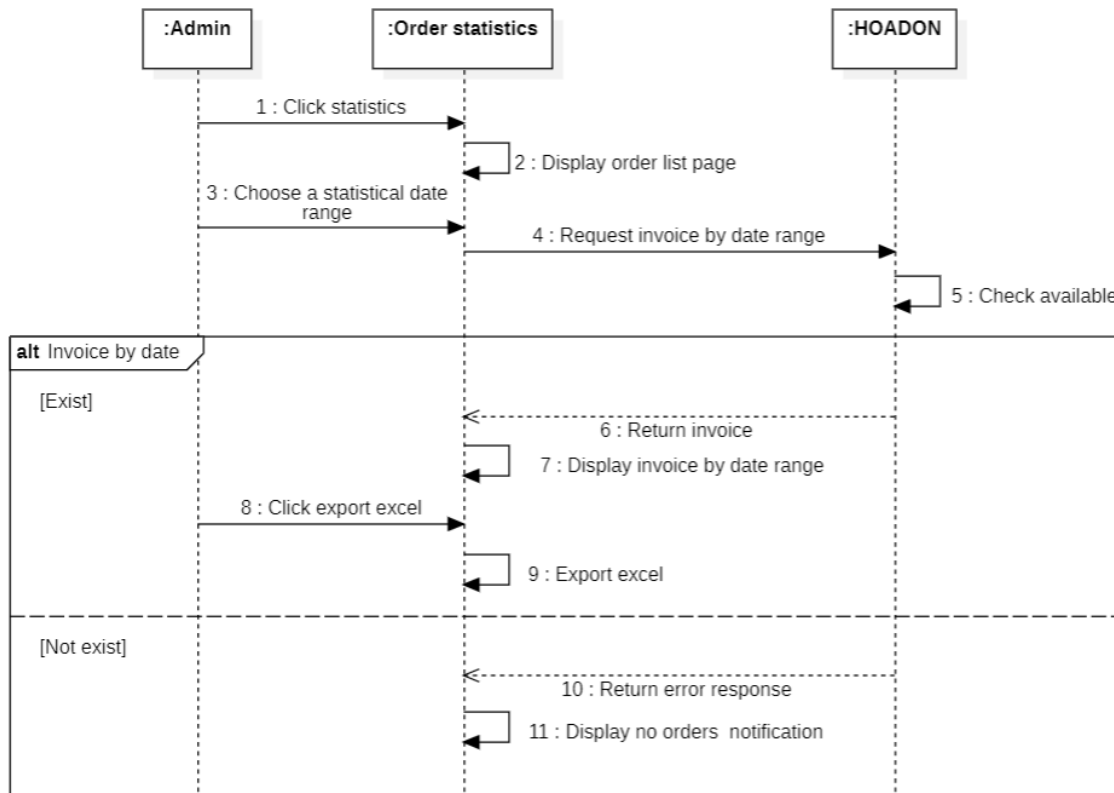 :Admin
:Order statistics
:HOADON
1 : Click statistics
2 : Display order list page
3 : Choose a statistical date
range
4 : Request invoice by date range
5 : Check available
alt Invoice by date
[Exist]
6 : Return invoice
7 : Display invoice by date range
8 : Click export excel
9 : Export excel
[Not exist]
10 : Return error response
11 : Display no orders  notification